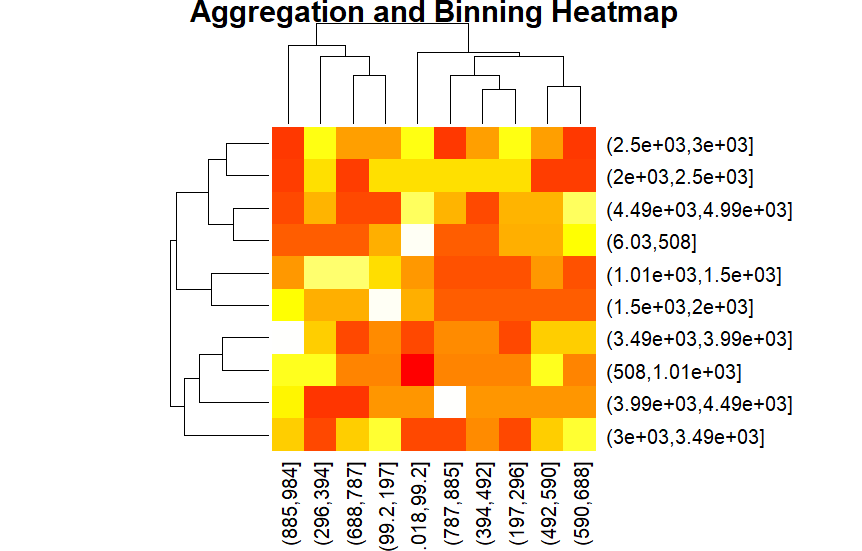 Aggregation and Binning Heatmap
(2.5e+03,3e+03]
(2e+03,2.5e+03]
(4.49e+03,4.99e+03]
(6.03,508]
(1.01e+03,1.5e+03]
(1.5e+03,2e+03]
(3.49e+03,3.99e+03]
(508,1.01e+03]
(3.99e+03,4.49e+03]
(3e+03,3.49e+03]
(885,984]
(296,394]
(688,787]
(99.2,197]
.018,99.2]
(787,885]
(394,492]
(197,296]
(492,590]
(590,688]